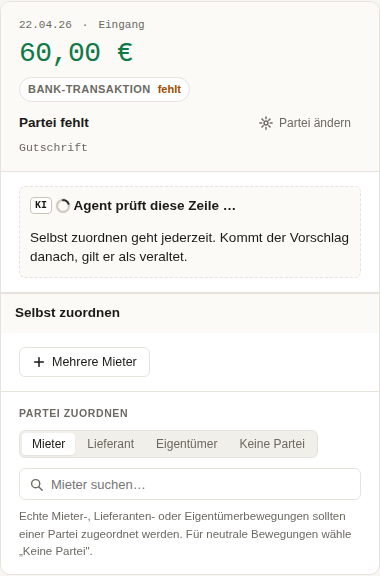 22.04.26 · Eingang
60,00 €
BANK-TRANSAKTION fehlt
Partei fehlt
Partei ändern
Gutschrift
KI Agent prüft diese Zeile …
Selbst zuordnen geht jederzeit. Kommt der Vorschlag
danach, gilt er als veraltet.
Selbst zuordnen
Mehrere Mieter
PARTEI ZUORDNEN
Mieter Lieferant Eigentümer Keine Partei
Mieter suchen…
Echte Mieter-, Lieferanten- oder Eigentümerbewegungen sollten
einer Partei zugeordnet werden. Für neutrale Bewegungen wähle
„Keine Partei".